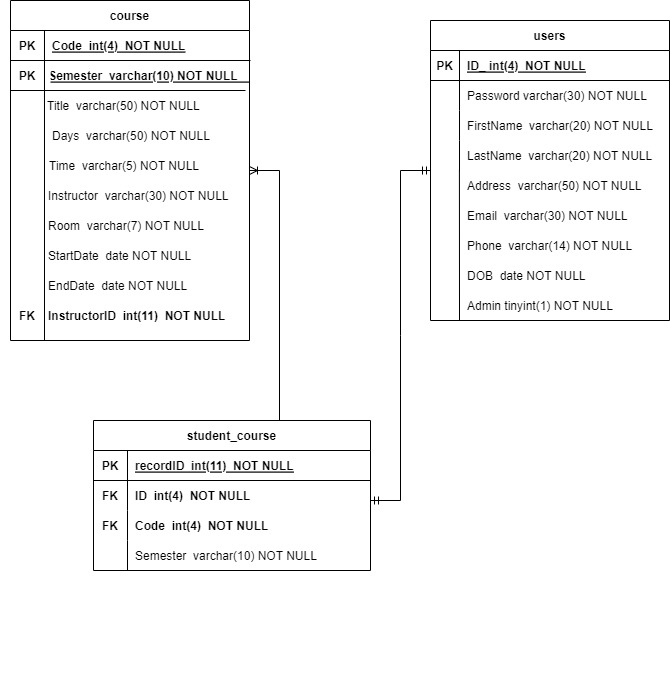 course
PK Code int(4) NOT NULL
PK Semester varchar(10) NOT NULL
Title varchar(50) NOT NULL
Days varchar(50) NOT NULL
Time varchar(5) NOT NULL
Instructor varchar(30) NOT NULL
Room varchar(7) NOT NULL
StartDate date NOT NULL
EndDate date NOT NULL
FK InstructorID int(11) NOT NULL
users
PK ID_ int(4) NOT NULL
Password varchar(30) NOT NULL
FirstName varchar(20) NOT NULL
LastName varchar(20) NOT NULL
Address varchar(50) NOT NULL
Email varchar(30) NOT NULL
Phone varchar(14) NOT NULL
DOB date NOT NULL
Admin tinyint(1) NOT NULL
student_course
PK recordID int(11) NOT NULL
FK ID int(4) NOT NULL
FK Code int(4) NOT NULL
Semester varchar(10) NOT NULL